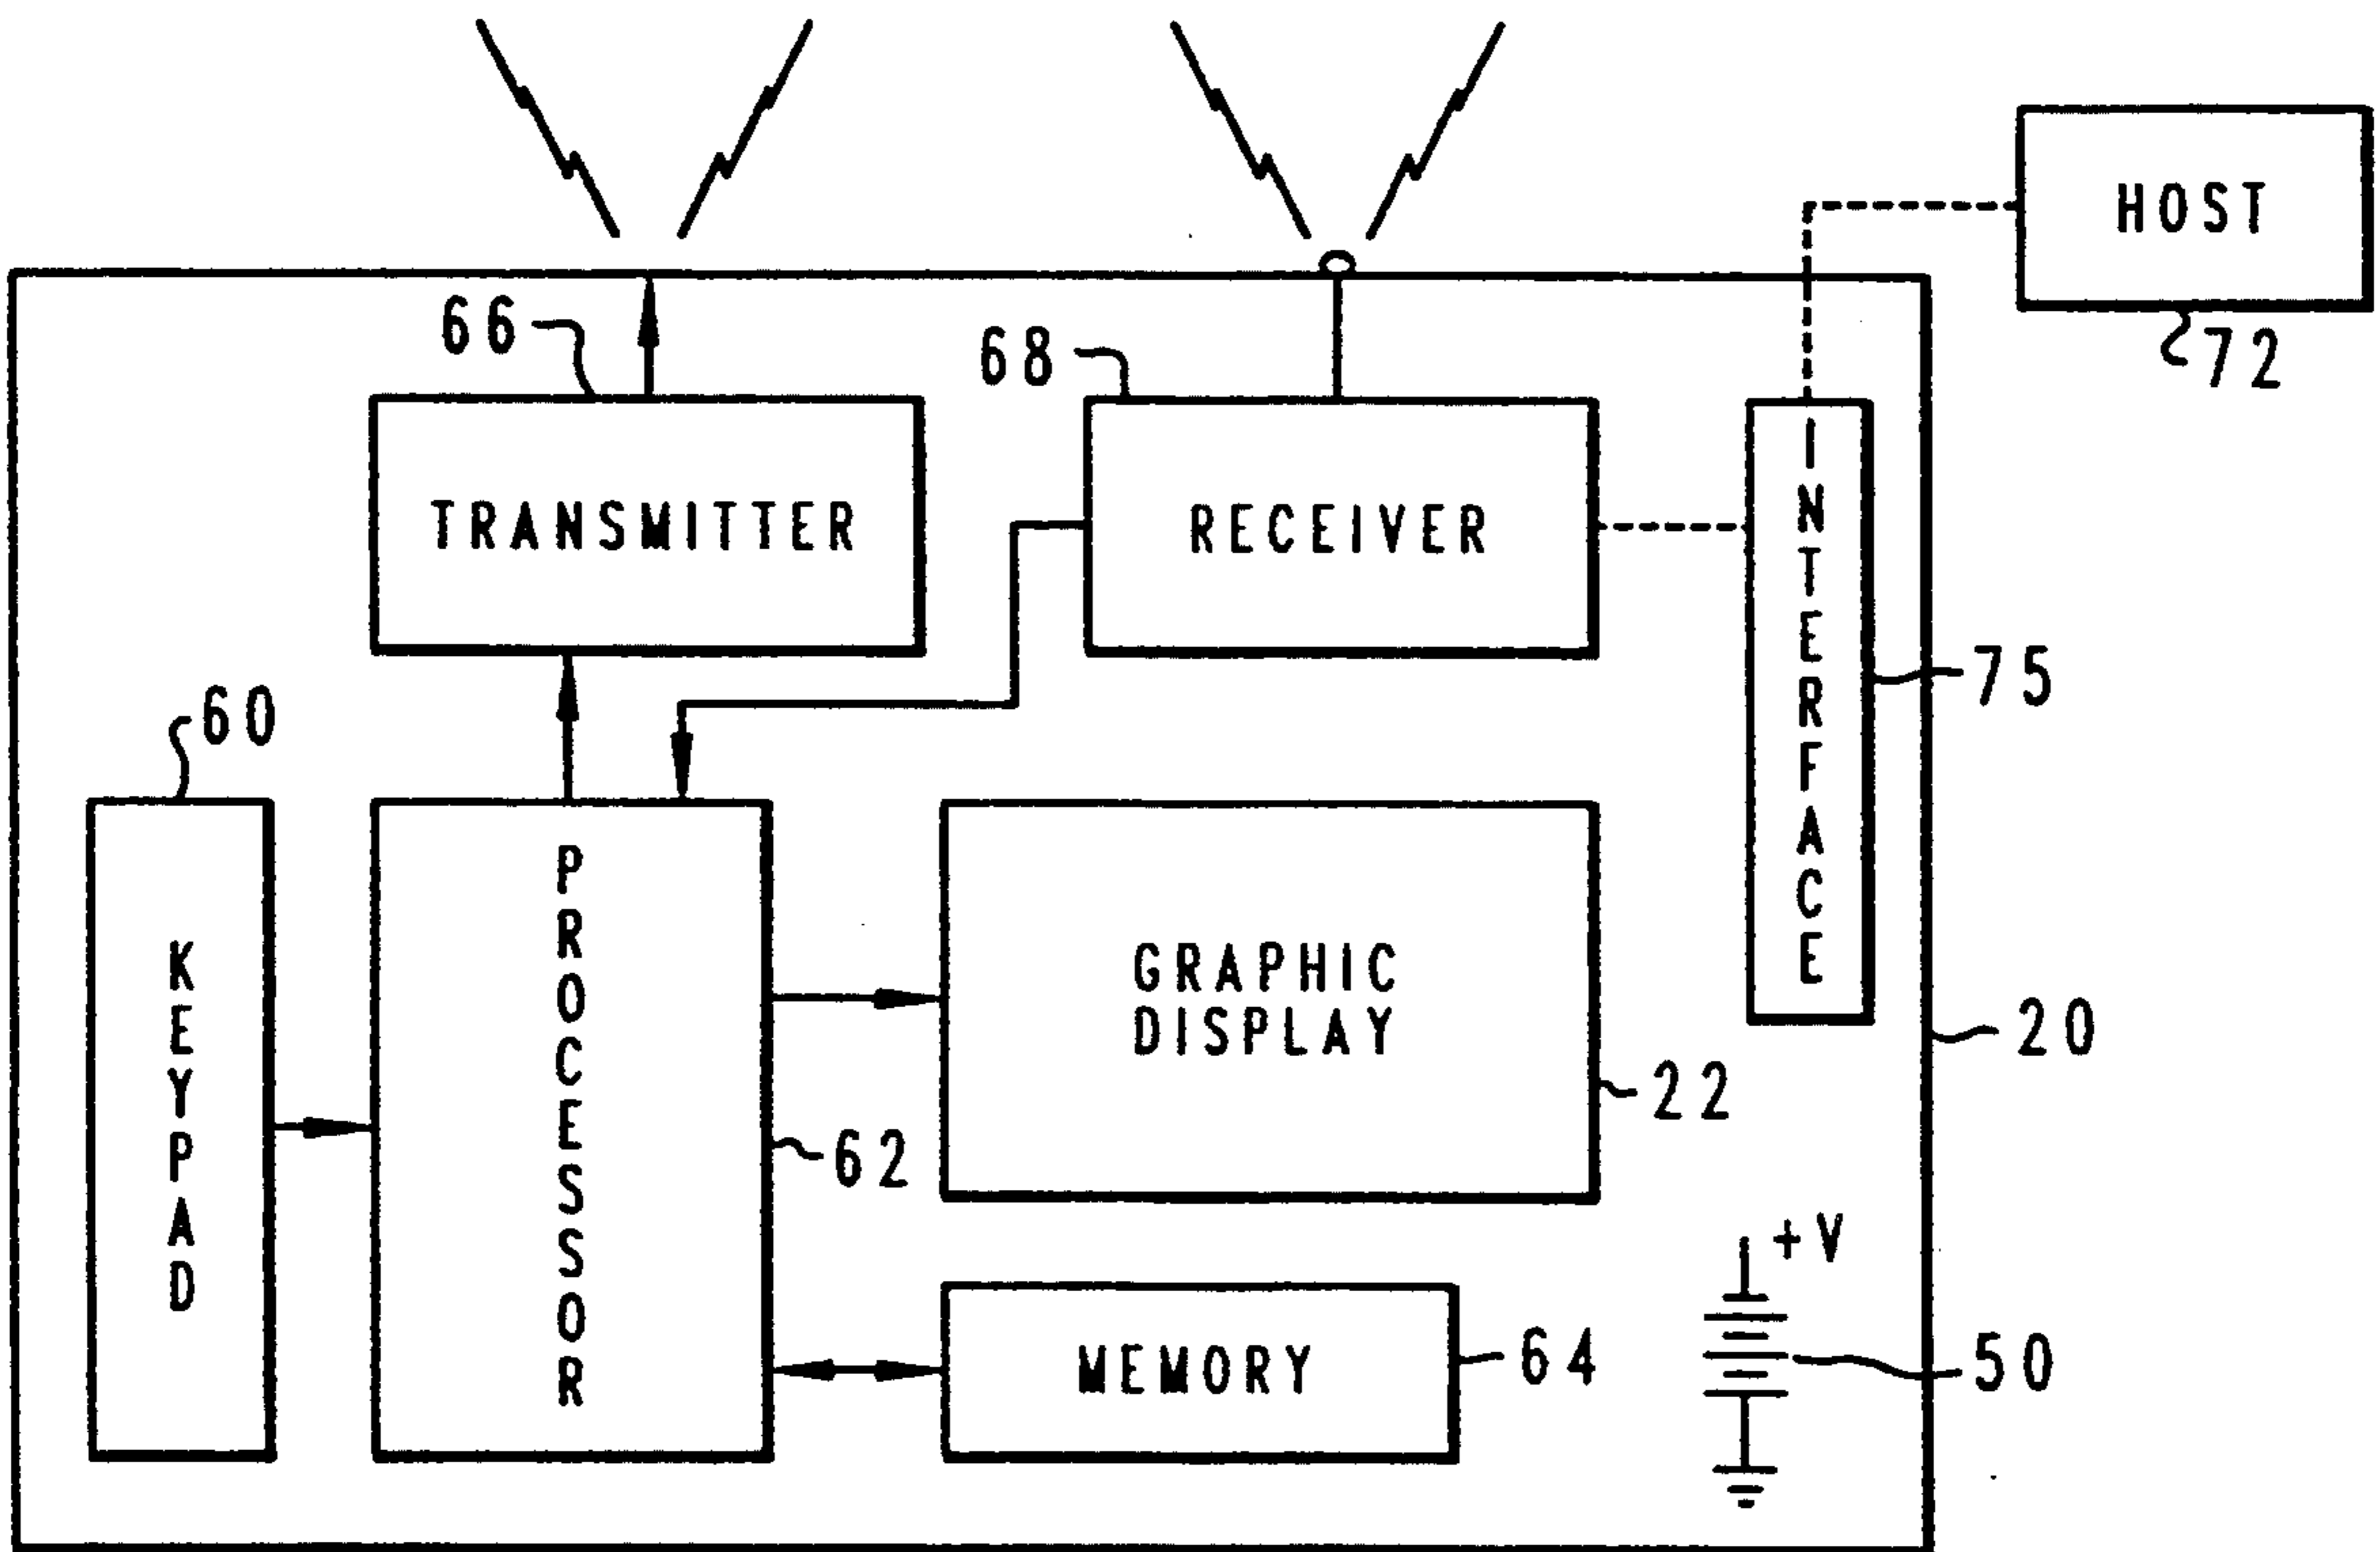 HOST
72
66
68
TRANSMITTER
RECEIVER
INTERFACE
75
60
KEYPAD
PROCESSOR
62
GRAPHIC
DISPLAY
22
20
+V
MEMORY
64
50